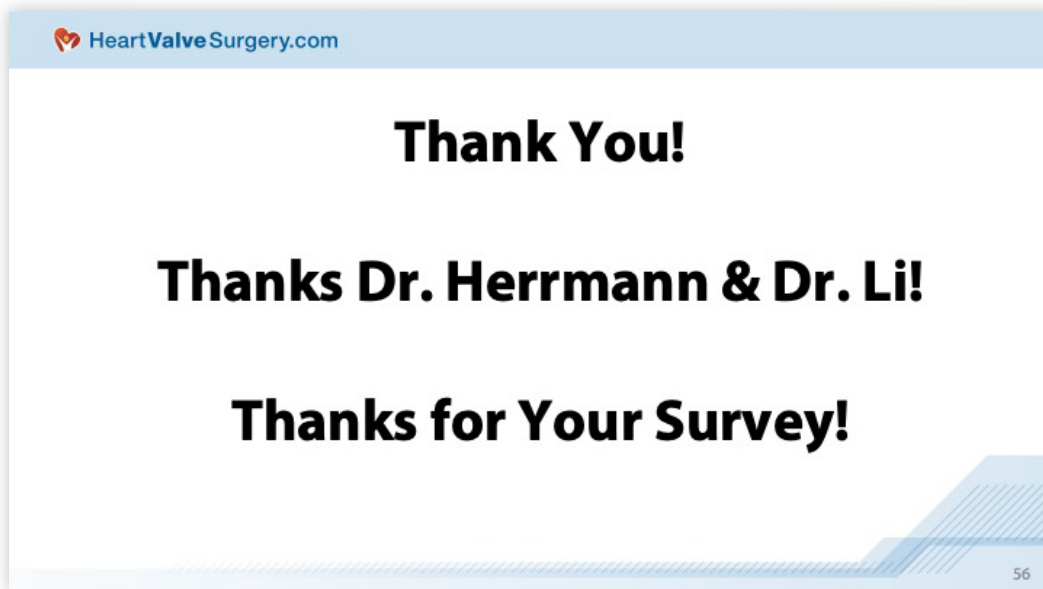 HeartValveSurgery.com
Thank You!
Thanks Dr. Herrmann & Dr. Li!
Thanks for Your Survey!
56